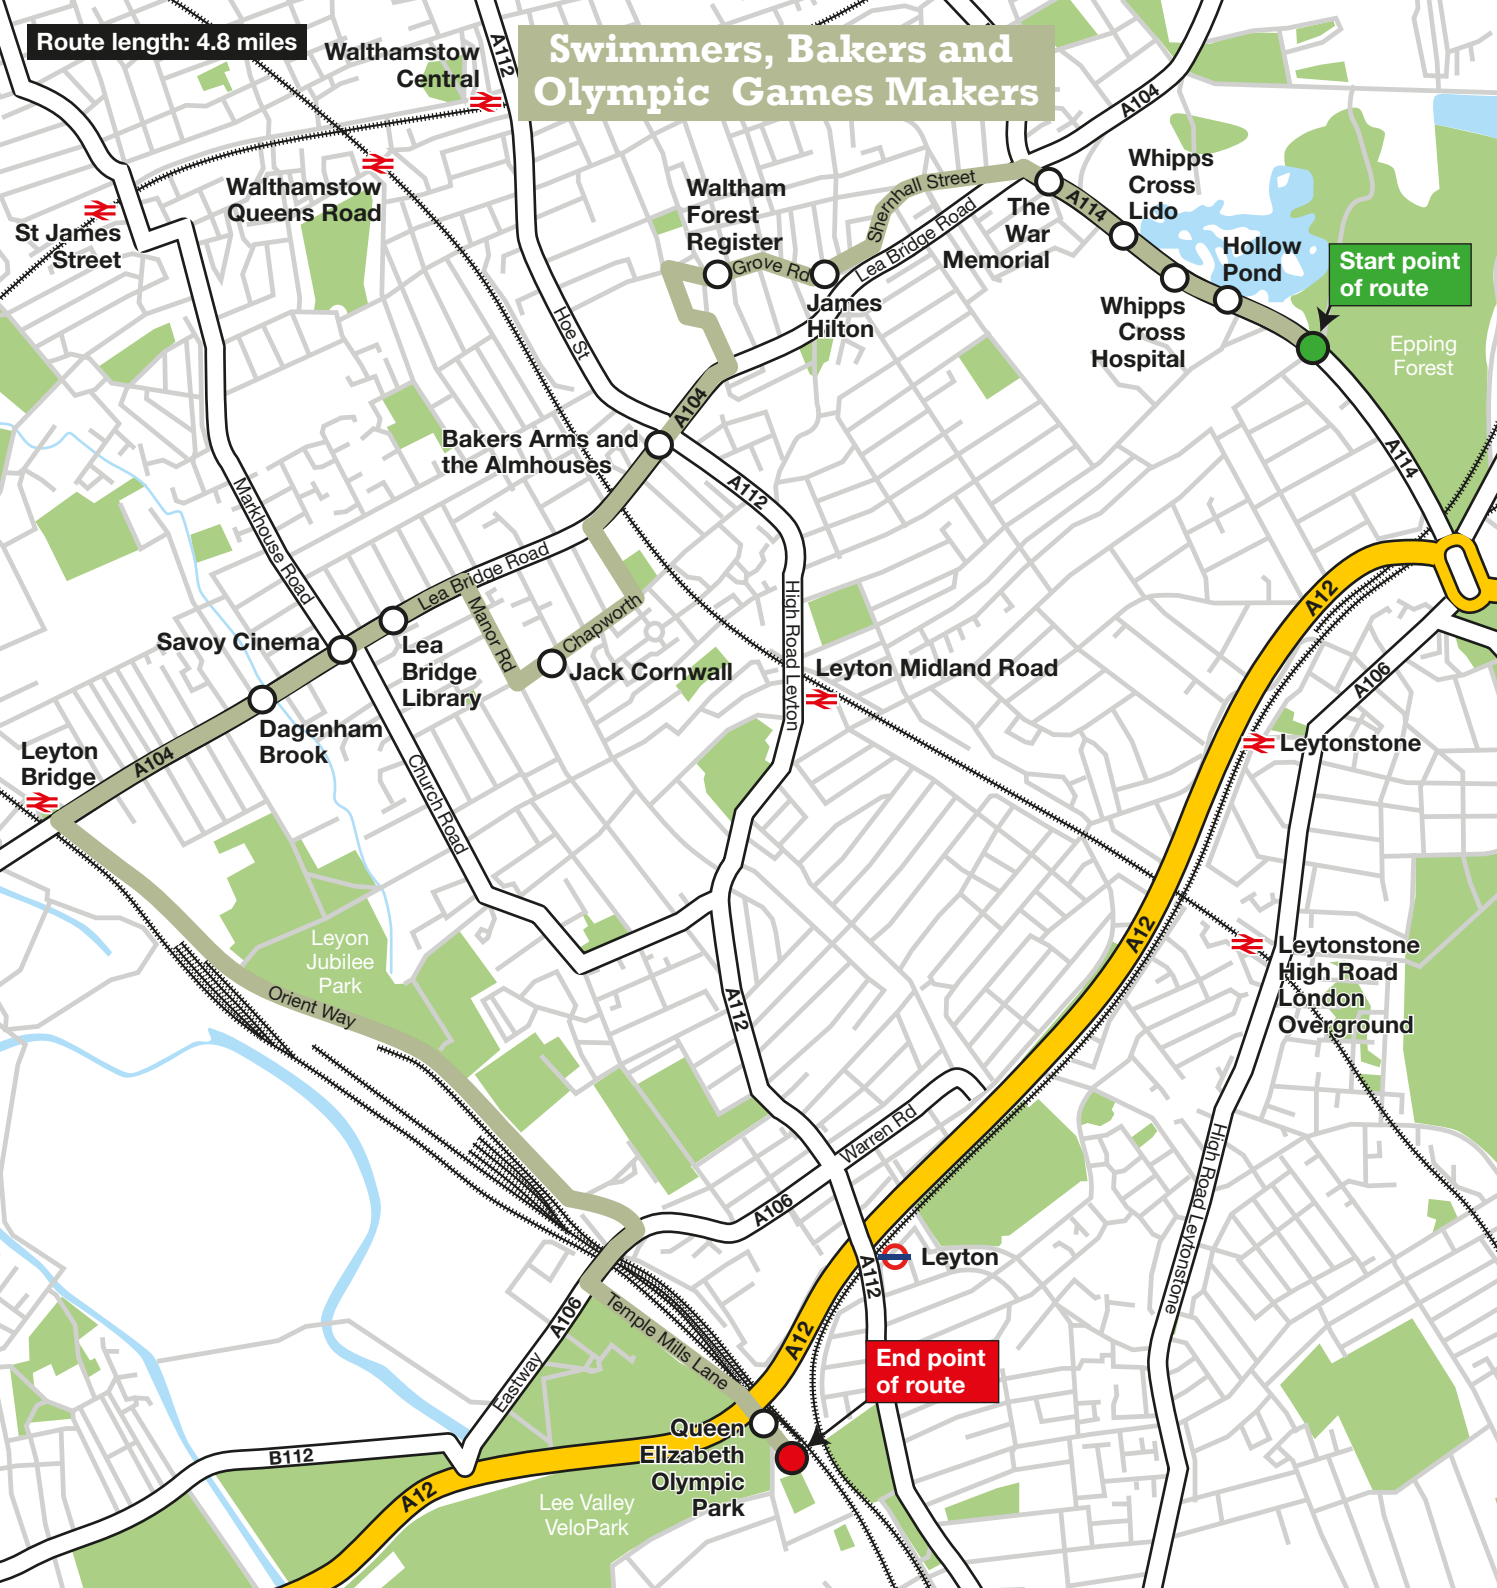 Route length: 4.8 miles
Swimmers, Bakers and
Olympic Games Makers
Walthamstow
Central
A112
A104
Walthamstow
Queens Road
St James
Street
Waltham
Forest
Register
Shernhall Street
Grove Rd
Lea Bridge Road
James
Hilton
The
War
Memorial
A114
Whipps
Cross
Lido
Hollow
Pond
Whipps
Cross
Hospital
Start point
of route
Epping
Forest
Hoe St
A104
Bakers Arms and
the Almhouses
A112
A114
Markhouse Road
Lea Bridge Road
Manor Rd
Chapworth
Jack Cornwall
Savoy Cinema
Lea
Bridge
Library
Dagenham
Brook
Leyton
Bridge
A104
Church Road
High Road Leyton
Leyton Midland Road
A12
A106
Leytonstone
A12
Leytonstone
High Road
London
Overground
Leyon
Jubilee
Park
Orient Way
A112
Warren Rd
A106
High Road Leytonstone
Leyton
A112
A106
Temple Mills Lane
A12
Eastway
End point
of route
Queen
Elizabeth
Olympic
Park
B112
A12
Lee Valley
VeloPark